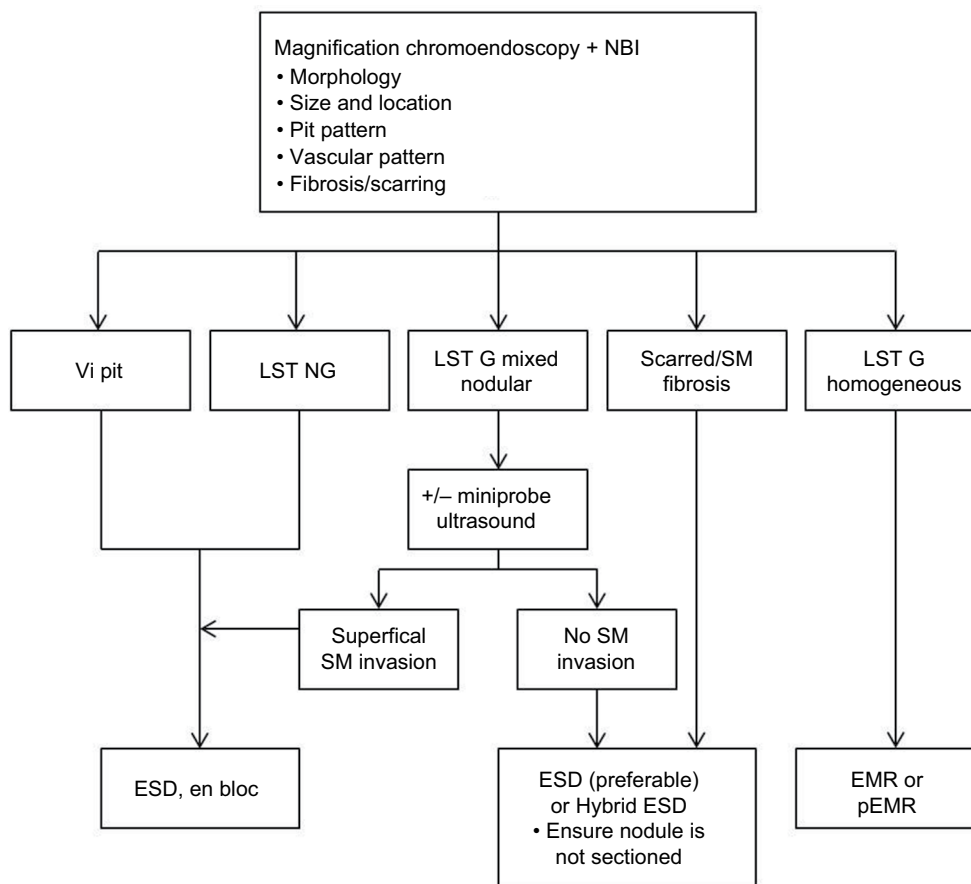 Magnification chromoendoscopy + NBI
• Morphology
• Size and location
• Pit pattern
• Vascular pattern
• Fibrosis/scarring
Vi pit
LST NG
LST G mixed
nodular
Scarred/SM
fibrosis
LST G
homogeneous
+/– miniprobe
ultrasound
Superfical
SM invasion
No SM
invasion
ESD, en bloc
ESD (preferable)
or Hybrid ESD
• Ensure nodule is
not sectioned
EMR or
pEMR